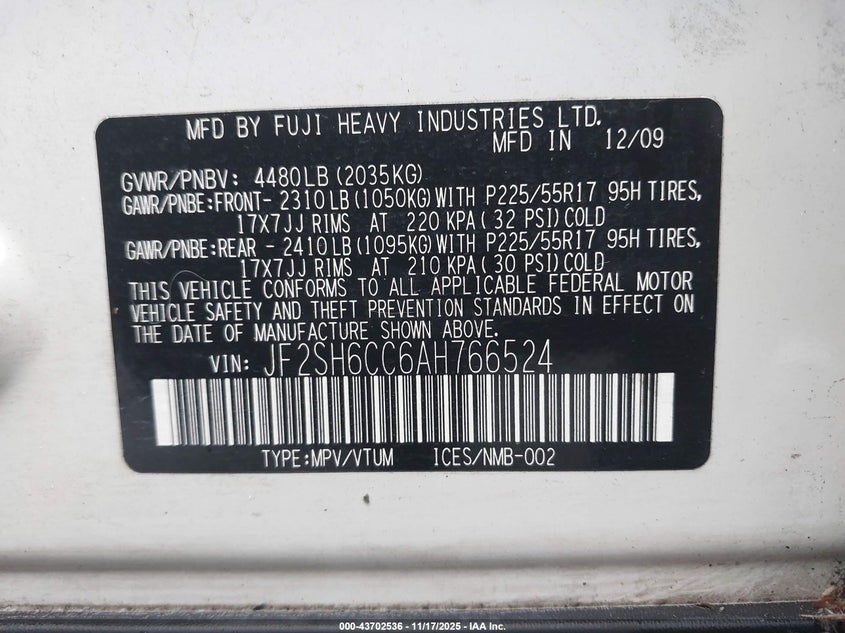 MFD BY FUJI HEAVY INDUSTRIES LTD.
MFD IN 12/09
GVWR/PNBV: 4480LB (2035KG)
GAWR/PNBE:FRONT- 2310LB (1050KG) WITH P225/55R17 95H TIRES,
17X7JJ RIMS AT 220 KPA ( 32 PSI) COLD
GAWR/PNBE:REAR - 2410LB (1095KG) WITH P225/55R17 95H TIRES,
17X7JJ RIMS AT 210 KPA ( 30 PSI) COLD
THIS VEHICLE CONFORMS TO ALL APPLICABLE FEDERAL MOTOR
VEHICLE SAFETY AND THEFT PREVENTION STANDARDS IN EFFECT ON
THE DATE OF MANUFACTURE SHOWN ABOVE.
VIN: JF2SH6CC6AH766524
TYPE:MPV/VTUM ICES/NMB-002
000-43702536 - 11/17/2025 - IAA Inc.